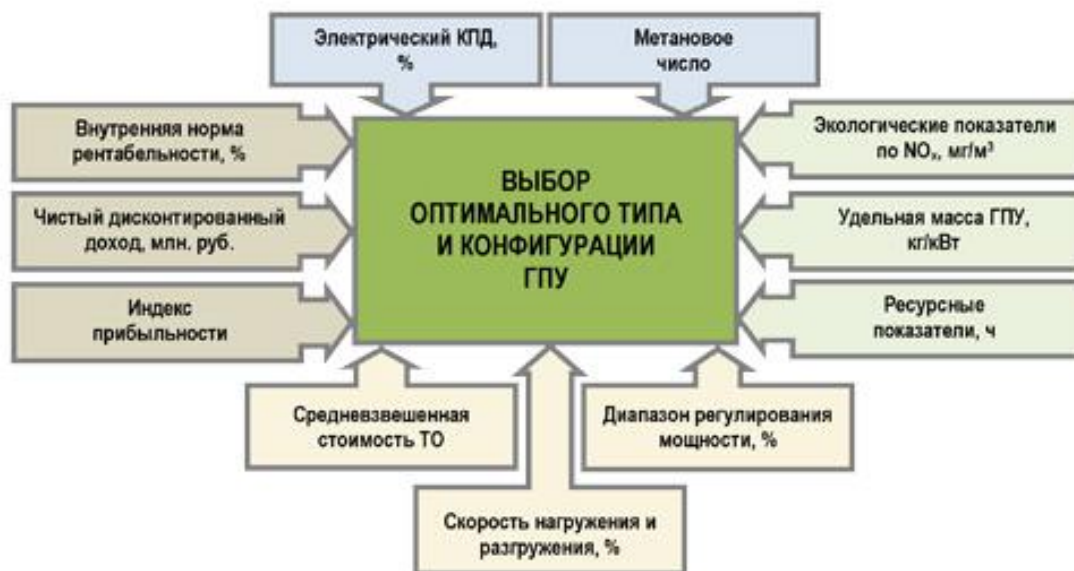 Электрический КПД,
%
Метановое
число
Внутренняя норма
рентабельности, %
Чистый дисконтированный
доход, млн. руб.
Индекс
прибыльности
ВЫБОР
ОПТИМАЛЬНОГО ТИПА
И КОНФИГУРАЦИИ
ГПУ
Экологические показатели
по NOₓ, мг/м³
Удельная масса ГПУ,
кг/кВт
Ресурсные
показатели, ч
Средневзвешенная
стоимость ТО
Диапазон регулирования
мощности, %
Скорость нагружения и
разгружения, %